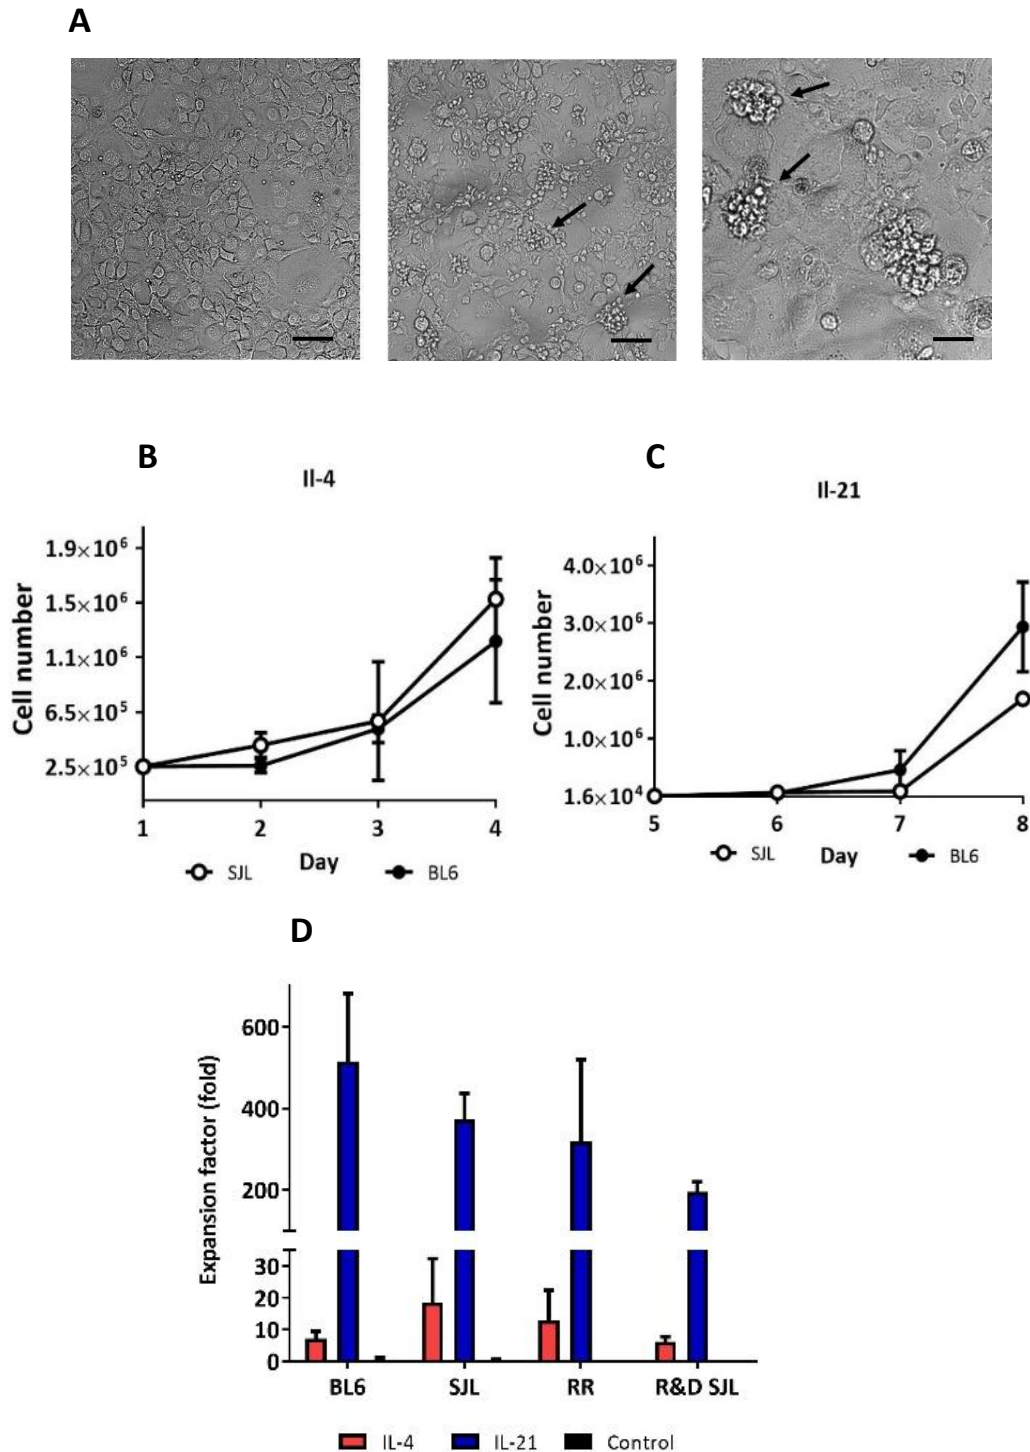 A
B
Il-4
Cell number
1.9×10⁶
1.5×10⁶
1.1×10⁶
6.5×10⁵
2.5×10⁵
1 2 3 4
Day
SJL BL6
C
Il-21
Cell number
4.0×10⁶
3.0×10⁶
2.0×10⁶
1.0×10⁶
1.6×10⁴
5 6 7 8
Day
SJL BL6
D
Expansion factor (fold)
600
400
200
30
20
10
0
BL6 SJL RR R&D SJL
IL-4 IL-21 Control